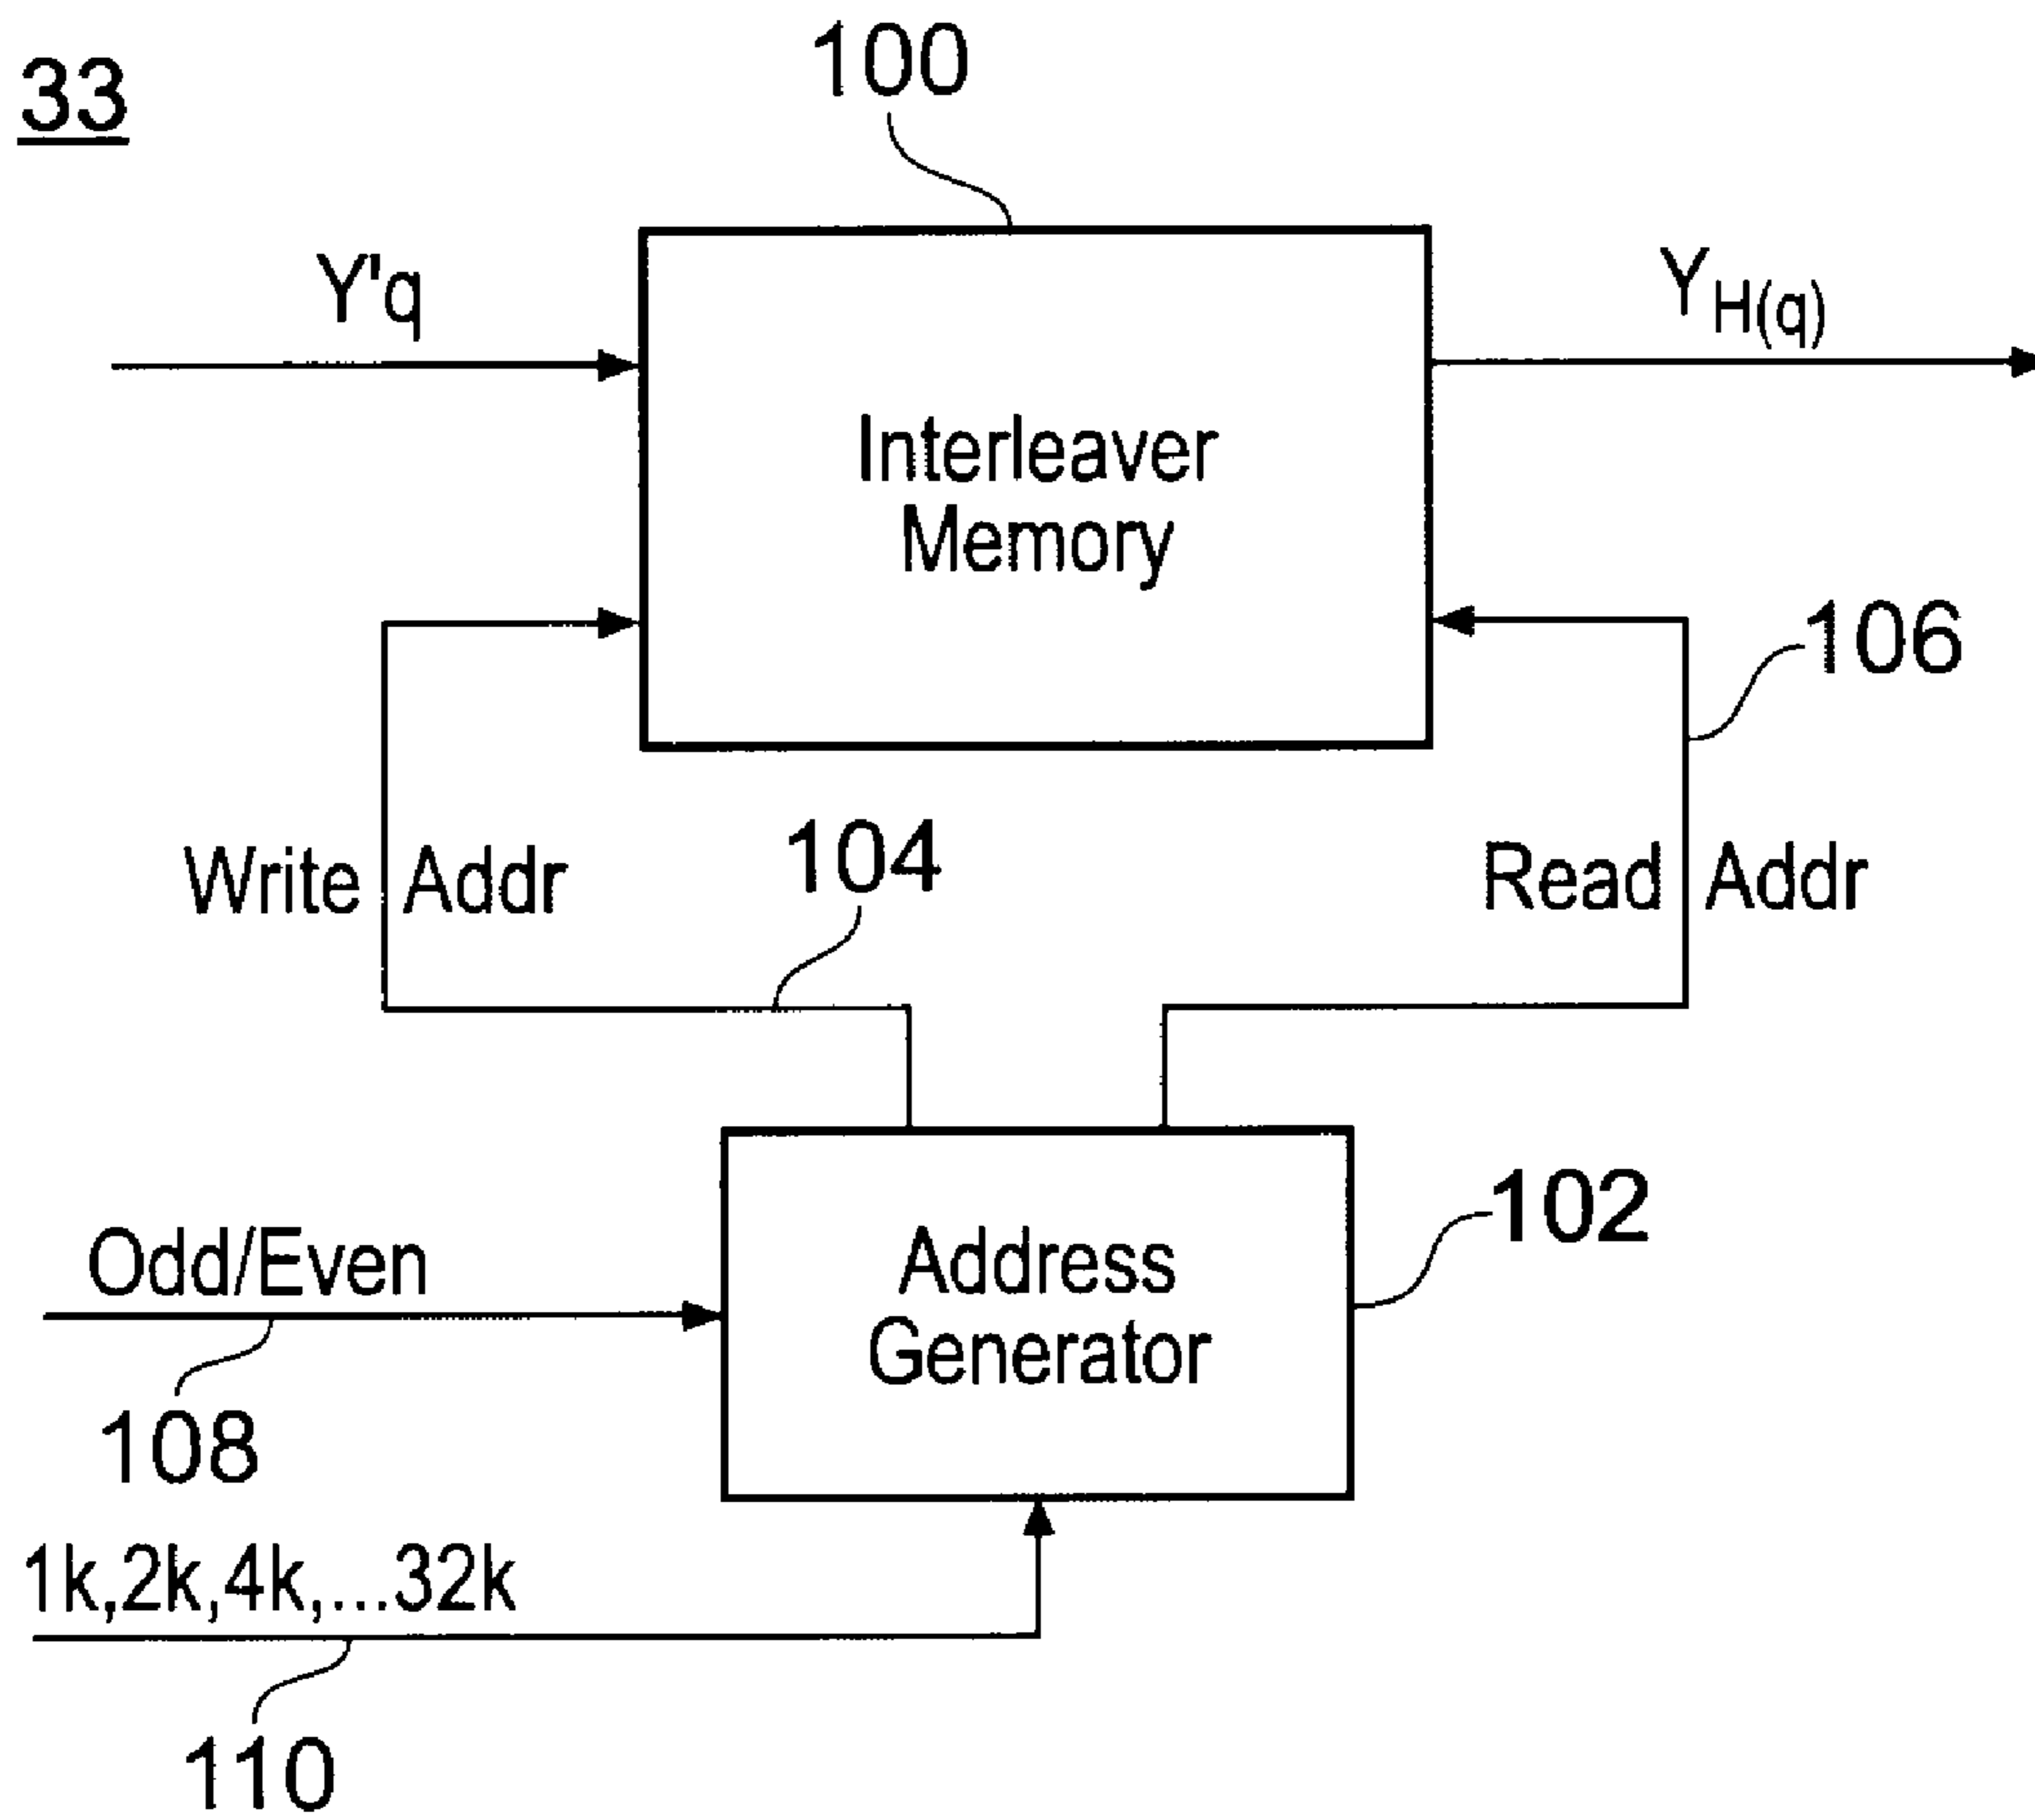 33
100
Y'q
YH(q)
Interleaver
Memory
106
104
Write Addr
Read Addr
102
Odd/Even
Address
Generator
108
1k,2k,4k,...32k
110